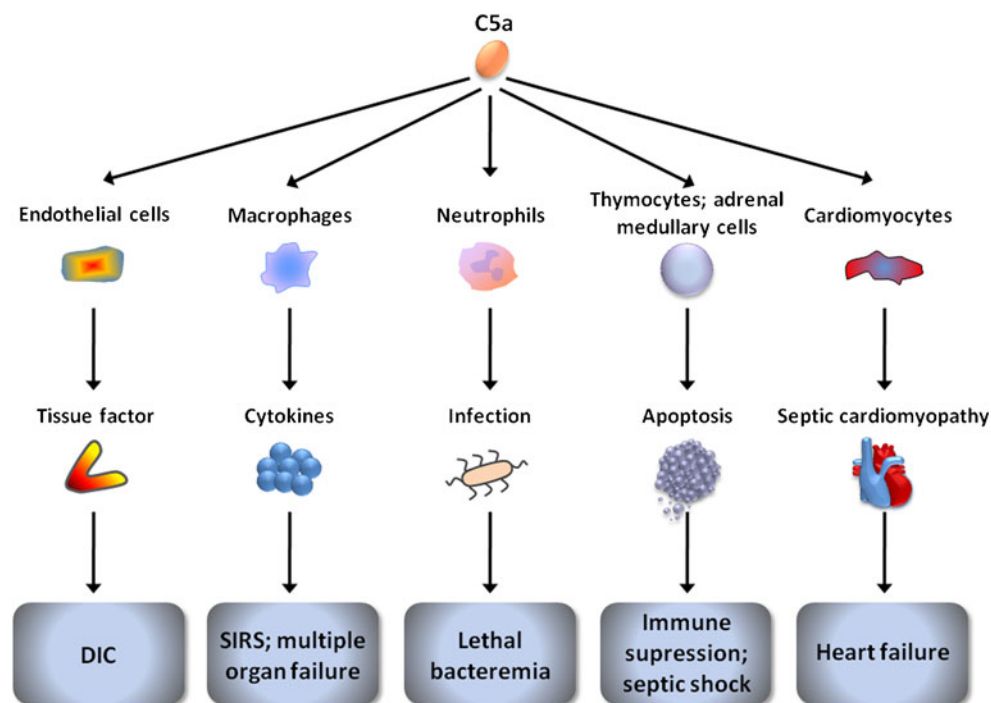 C5a
Endothelial cells
Macrophages
Neutrophils
Thymocytes; adrenal
medullary cells
Cardiomyocytes
Tissue factor
Cytokines
Infection
Apoptosis
Septic cardiomyopathy
DIC
SIRS; multiple
organ failure
Lethal
bacteremia
Immune
supression;
septic shock
Heart failure